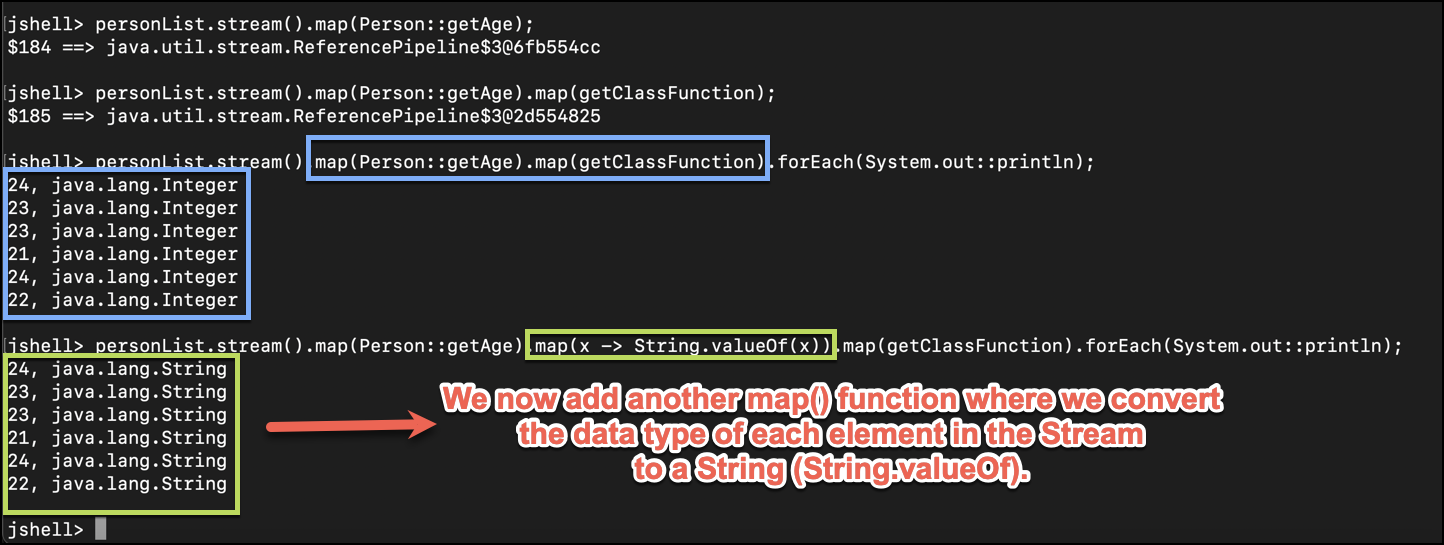 jshell> personList.stream().map(Person::getAge);
$184 ==> java.util.stream.ReferencePipeline$3@6fb554cc
jshell> personList.stream().map(Person::getAge).map(getClassFunction);
$185 ==> java.util.stream.ReferencePipeline$3@2d554825
jshell> personList.stream().map(Person::getAge).map(getClassFunction).forEach(System.out::println);
24, java.lang.Integer
23, java.lang.Integer
23, java.lang.Integer
21, java.lang.Integer
24, java.lang.Integer
22, java.lang.Integer
jshell> personList.stream().map(Person::getAge).map(x -> String.valueOf(x)).map(getClassFunction).forEach(System.out::println);
24, java.lang.String
23, java.lang.String
23, java.lang.String
21, java.lang.String
24, java.lang.String
22, java.lang.String
We now add another map() function where we convert
the data type of each element in the Stream
to a String (String.valueOf).
jshell>